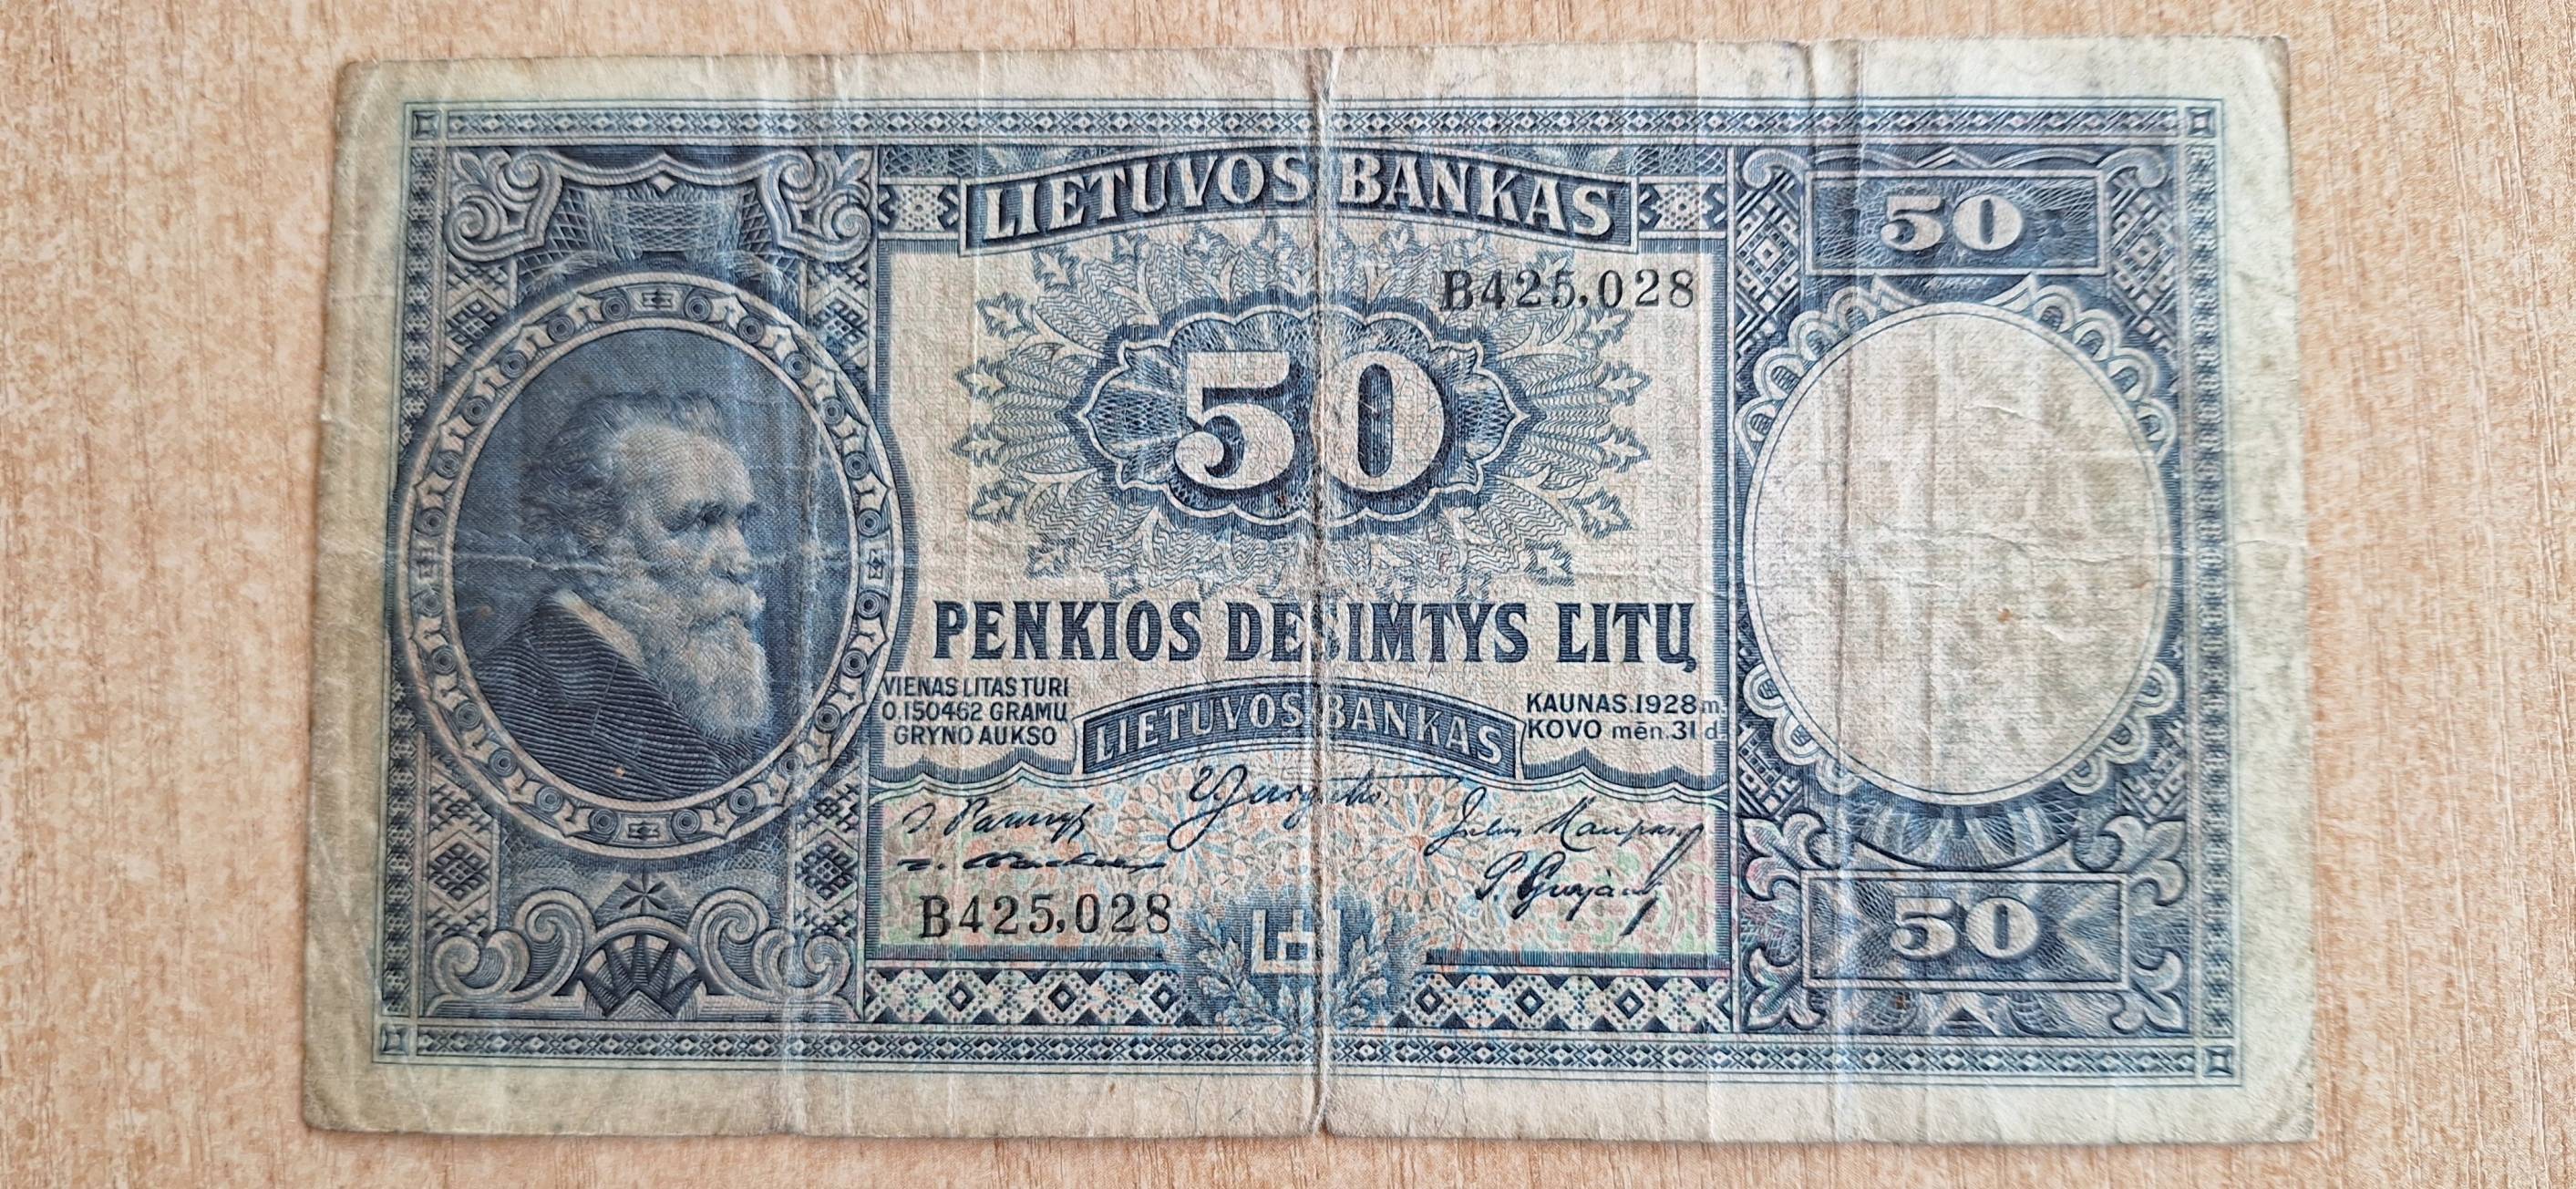 LIETUVOS BANKAS
50
B425,028
50
PENKIOS DEŠIMTYS LITŲ
VIENAS LITAS TURI
0,150462 GRAMŲ
GRYNO AUKSO
LIETUVOS BANKAS
KAUNAS.1928 m.
KOVO mėn. 31 d.
B425,028
50